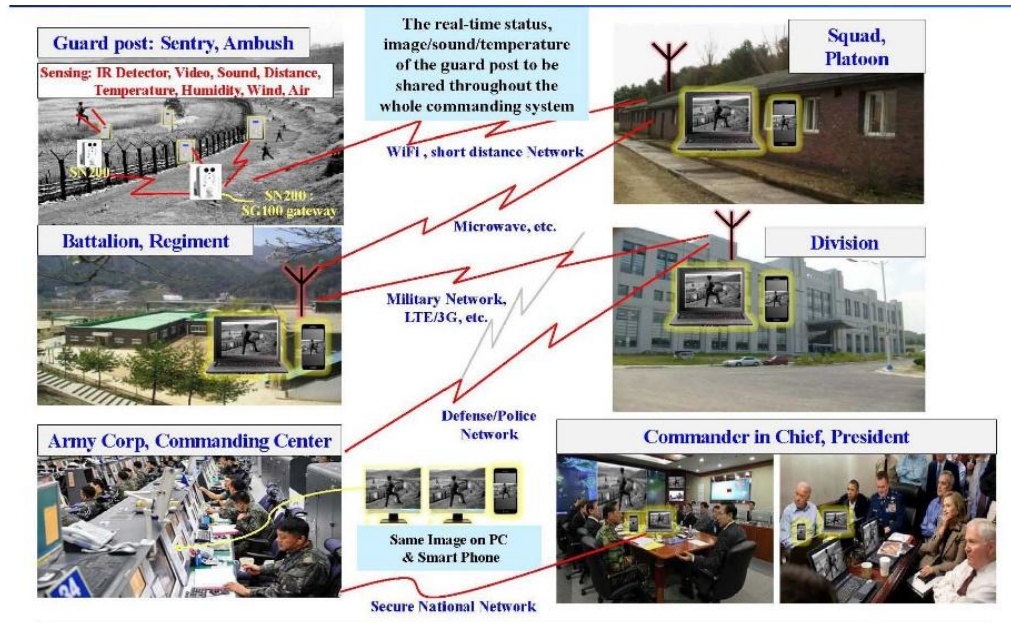 Guard post: Sentry, Ambush
Sensing: IR Detector, Video, Sound, Distance,
Temperature, Humidity, Wind, Air
SN200
SN200 :
SG100 gateway
The real-time status,
image/sound/temperature
of the guard post to be
shared throughout the
whole commanding system
Squad,
Platoon
WiFi , short distance Network
Battalion, Regiment
Microwave, etc.
Division
Military Network,
LTE/3G, etc.
Defense/Police
Network
Army Corp, Commanding Center
Commander in Chief, President
Same Image on PC
& Smart Phone
24
Secure National Network